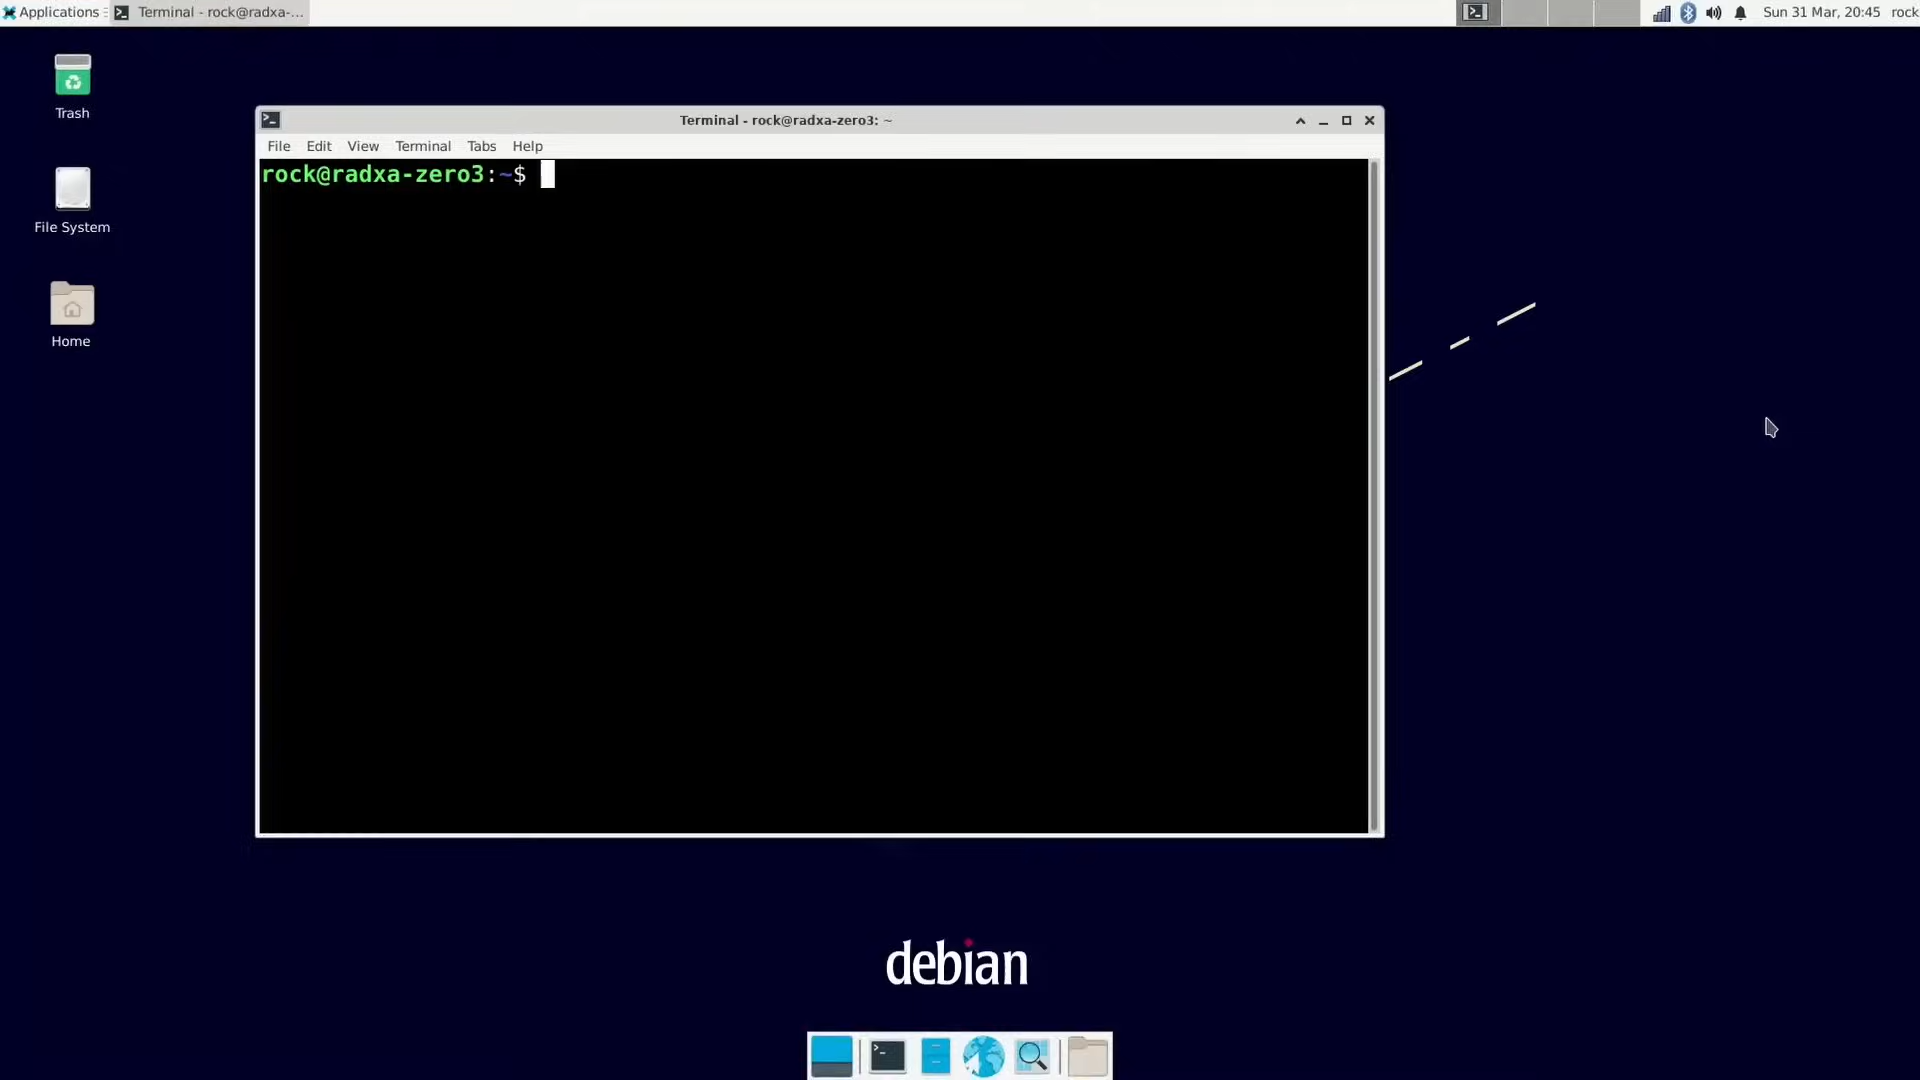 Applications
Terminal - rock@radxa-...
Sun 31 Mar, 20:45
rock
Trash
File System
Home
Terminal - rock@radxa-zero3: ~
File Edit View Terminal Tabs Help
rock@radxa-zero3:~$
debian